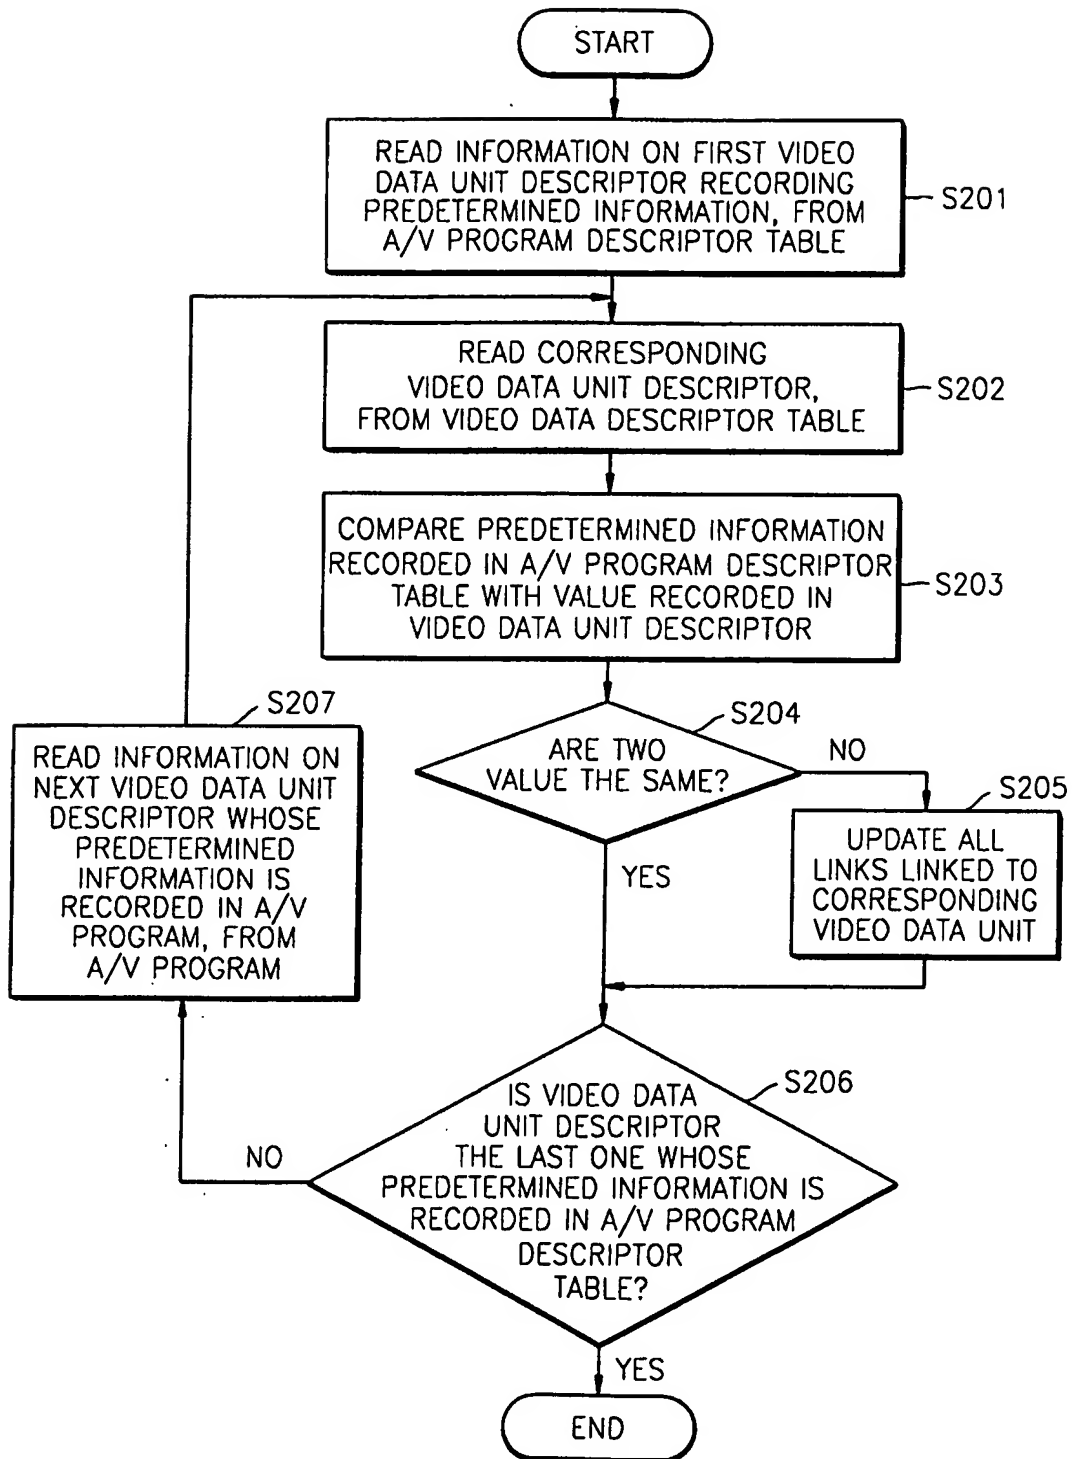 START
READ INFORMATION ON FIRST VIDEO
DATA UNIT DESCRIPTOR RECORDING
PREDETERMINED INFORMATION, FROM
A/V PROGRAM DESCRIPTOR TABLE
S201
READ CORRESPONDING
VIDEO DATA UNIT DESCRIPTOR,
FROM VIDEO DATA DESCRIPTOR TABLE
S202
COMPARE PREDETERMINED INFORMATION
RECORDED IN A/V PROGRAM DESCRIPTOR
TABLE WITH VALUE RECORDED IN
VIDEO DATA UNIT DESCRIPTOR
S203
S207
READ INFORMATION ON
NEXT VIDEO DATA UNIT
DESCRIPTOR WHOSE
PREDETERMINED
INFORMATION IS
RECORDED IN A/V
PROGRAM, FROM
A/V PROGRAM
S204
ARE TWO
VALUE THE SAME?
NO
YES
S205
UPDATE ALL
LINKS LINKED TO
CORRESPONDING
VIDEO DATA UNIT
S206
IS VIDEO DATA
UNIT DESCRIPTOR
THE LAST ONE WHOSE
PREDETERMINED INFORMATION IS
RECORDED IN A/V PROGRAM
DESCRIPTOR
TABLE?
NO
YES
END